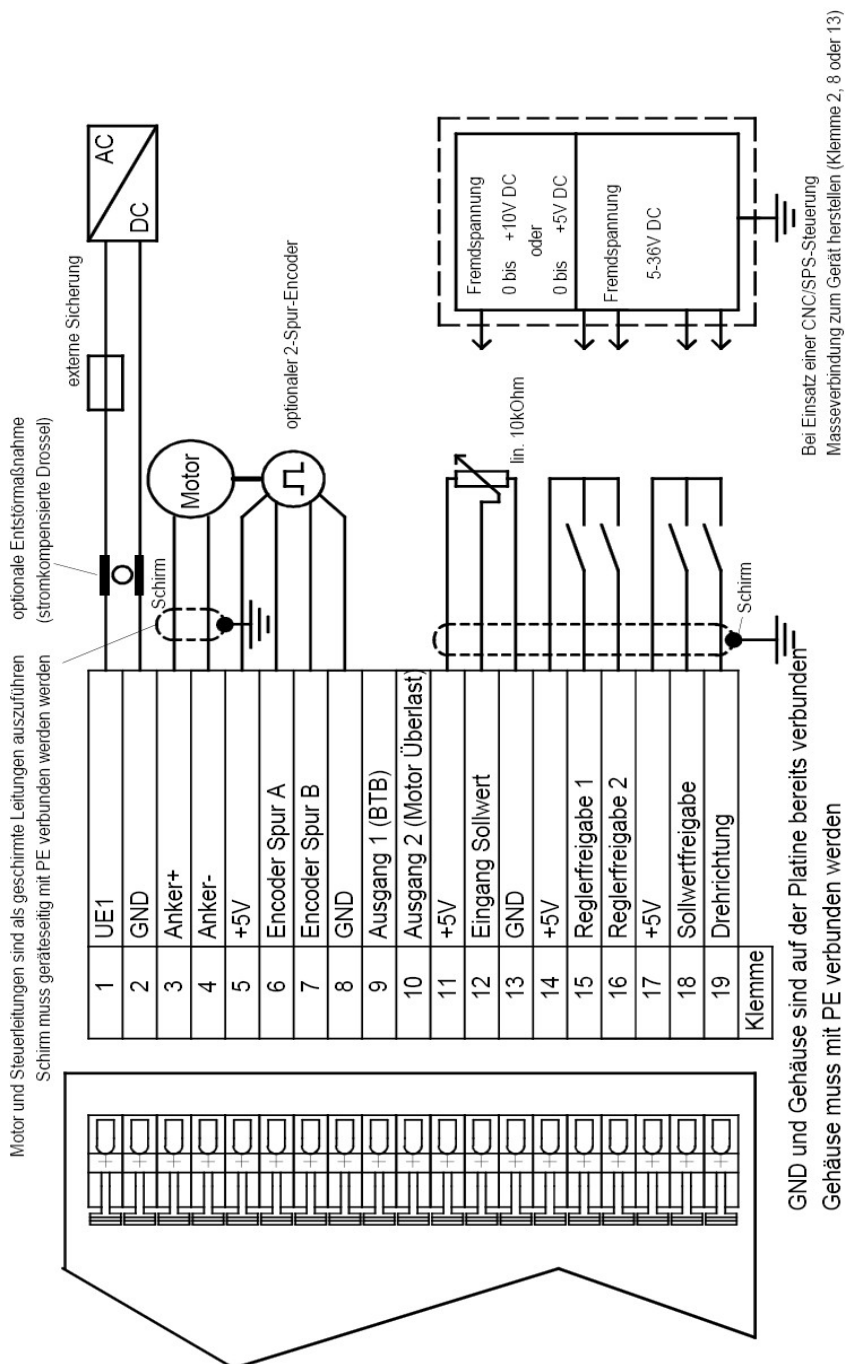 Motor und Steuerleitungen sind als geschirmte Leitungen auszuführen
Schirm muss geräteseitig mit PE verbunden werden werden
optionale Entstörmaßnahme
(stromkompensierte Drossel)
externe Sicherung
AC
DC
Schirm
Motor
optionaler 2-Spur-Encoder
1 UE1
2 GND
3 Anker+
4 Anker-
5 +5V
6 Encoder Spur A
7 Encoder Spur B
8 GND
9 Ausgang 1 (BTB)
10 Ausgang 2 (Motor Überlast)
11 +5V
12 Eingang Sollwert
13 GND
14 +5V
15 Reglerfreigabe 1
16 Reglerfreigabe 2
17 +5V
18 Sollwertfreigabe
19 Drehrichtung
Klemme
lin. 10kOhm
Schirm
Fremdspannung
0 bis +10V DC
oder
0 bis +5V DC
Fremdspannung
5-36V DC
Bei Einsatz einer CNC/SPS-Steuerung
Masseverbindung zum Gerät herstellen (Klemme 2, 8 oder 13)
GND und Gehäuse sind auf der Platine bereits verbunden
Gehäuse muss mit PE verbunden werden